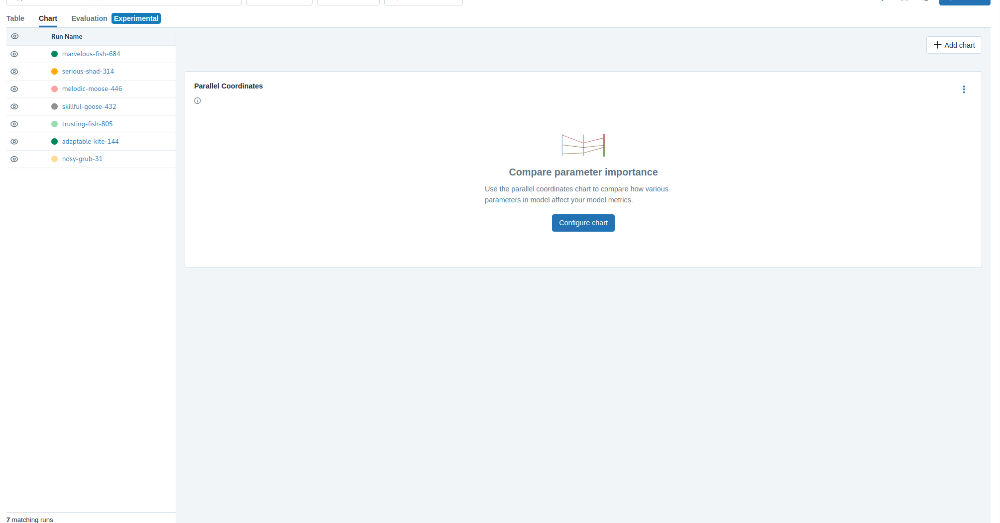 Table Chart Evaluation Experimental
Run Name
marvelous-fish-684
serious-shad-314
melodic-moose-446
skillful-goose-432
trusting-fish-805
adaptable-kite-144
nosy-grub-31
7 matching runs
Add chart
Parallel Coordinates
Compare parameter importance
Use the parallel coordinates chart to compare how various
parameters in model affect your model metrics.
Configure chart